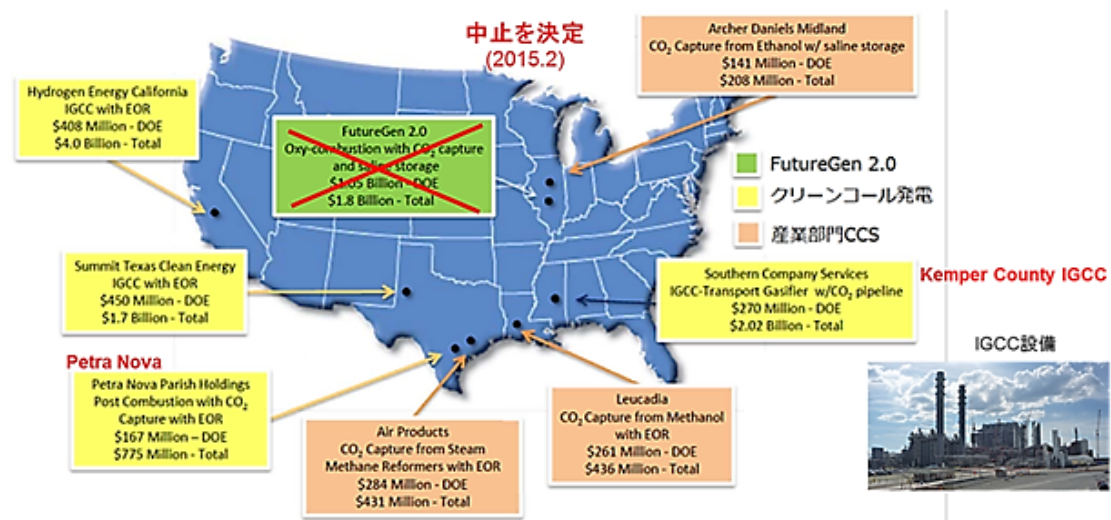 中止を決定
(2015.2)
Archer Daniels Midland
CO₂ Capture from Ethanol w/ saline storage
$141 Million - DOE
$208 Million - Total
Hydrogen Energy California
IGCC with EOR
$408 Million - DOE
$4.0 Billion - Total
FutureGen 2.0
Oxy-combustion with CO₂ capture
and saline storage
$1.05 Billion - DOE
$1.8 Billion - Total
FutureGen 2.0
クリーンコール発電
産業部門CCS
Summit Texas Clean Energy
IGCC with EOR
$450 Million - DOE
$1.7 Billion - Total
Southern Company Services
IGCC-Transport Gasifier w/CO₂ pipeline
$270 Million - DOE
$2.02 Billion - Total
Kemper County IGCC
IGCC設備
Petra Nova
Petra Nova Parish Holdings
Post Combustion with CO₂
Capture with EOR
$167 Million – DOE
$775 Million - Total
Air Products
CO₂ Capture from Steam
Methane Reformers with EOR
$284 Million - DOE
$431 Million - Total
Leucadia
CO₂ Capture from Methanol
with EOR
$261 Million - DOE
$436 Million - Total